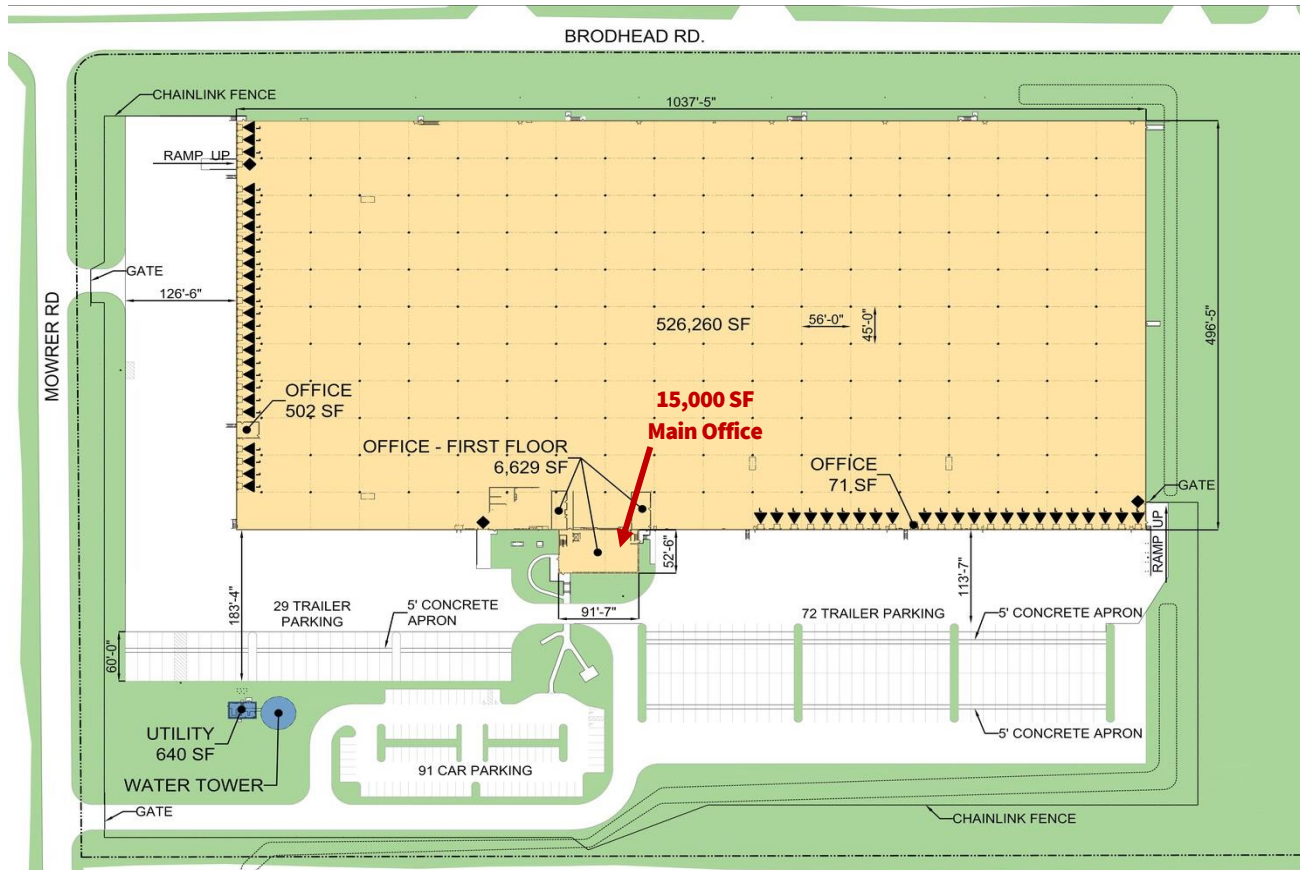 BRODHEAD RD.
CHAINLINK FENCE
1037'-5"
RAMP UP
GATE
126'-6"
MOWRER RD
526,260 SF
56'-0"
45'-0"
496'-5"
OFFICE
502 SF
15,000 SF
Main Office
OFFICE - FIRST FLOOR
6,629 SF
OFFICE
71 SF
GATE
RAMP UP
52'-6"
183'-4"
113'-7"
91'-7"
29 TRAILER
PARKING
5' CONCRETE
APRON
72 TRAILER PARKING
5' CONCRETE APRON
60'-0"
UTILITY
640 SF
5' CONCRETE APRON
91 CAR PARKING
WATER TOWER
GATE
CHAINLINK FENCE